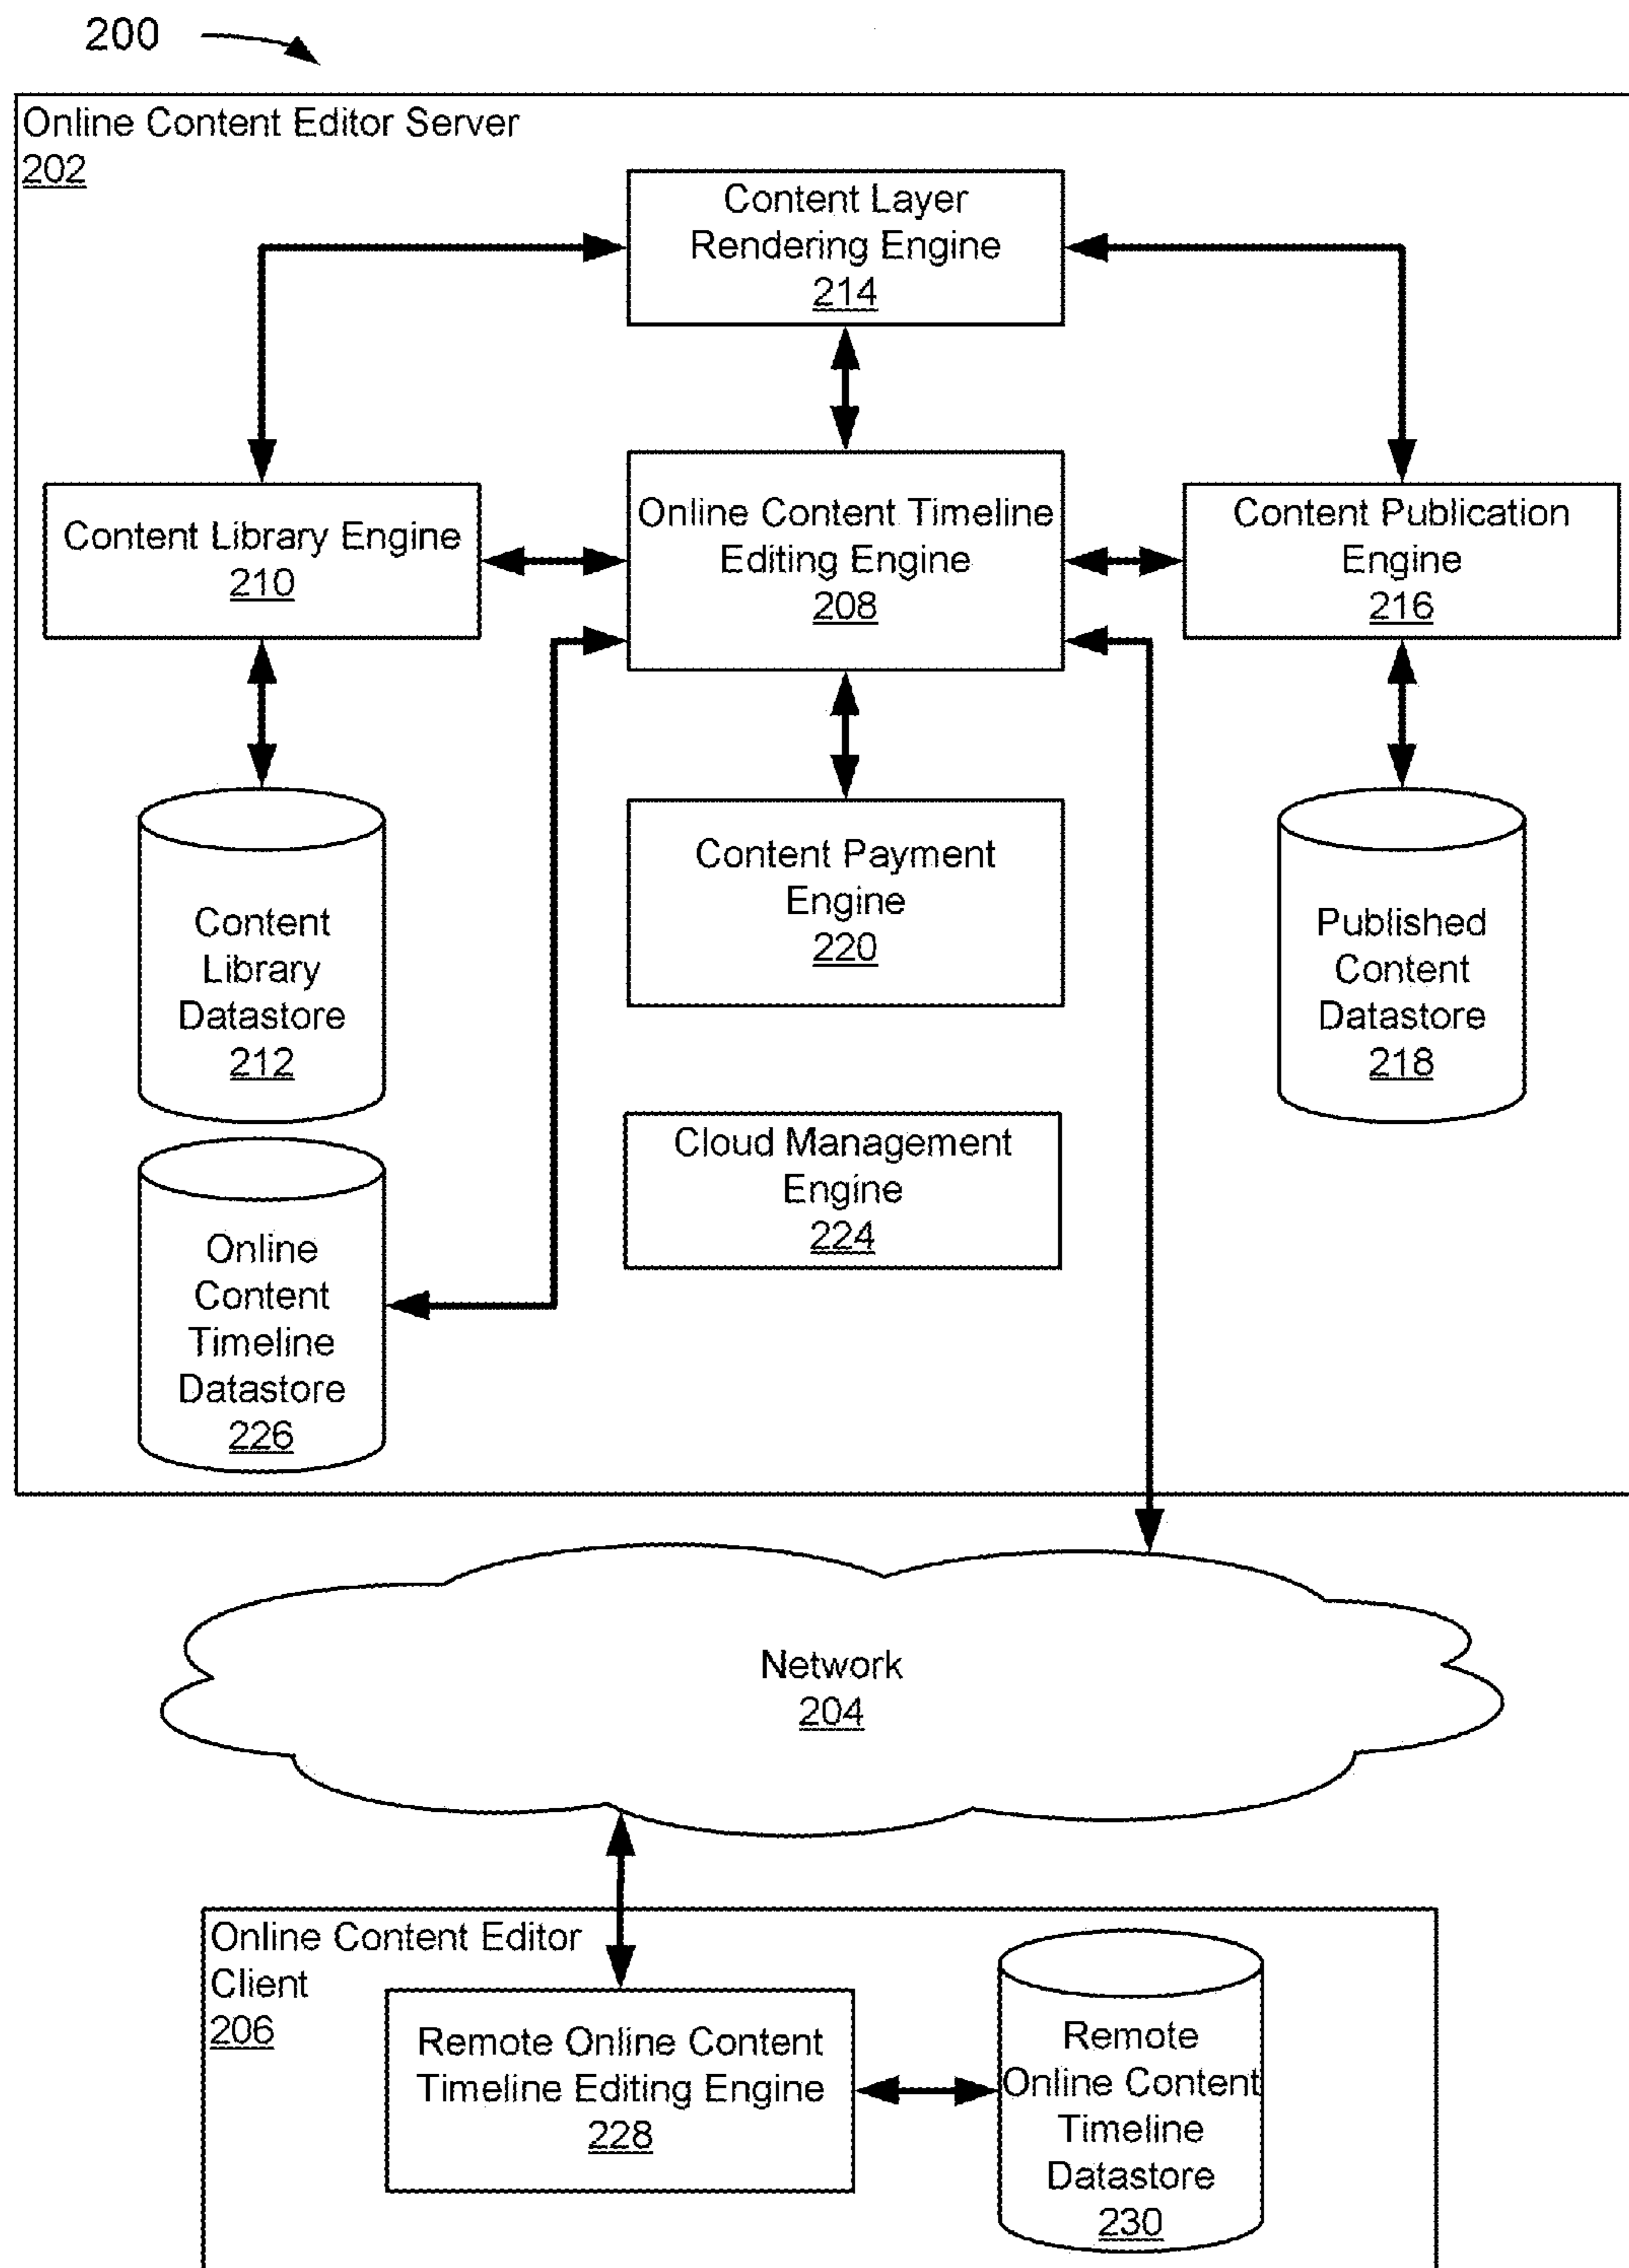 200
Online Content Editor Server
202
Content Layer
Rendering Engine
214
Content Library Engine
210
Online Content Timeline
Editing Engine
208
Content Publication
Engine
216
Content Library
Datastore
212
Content Payment
Engine
220
Published
Content
Datastore
218
Cloud Management
Engine
224
Online
Content
Timeline
Datastore
226
Network
204
Online Content Editor
Client
206
Remote Online Content
Timeline Editing Engine
228
Remote
Online Content
Timeline
Datastore
230